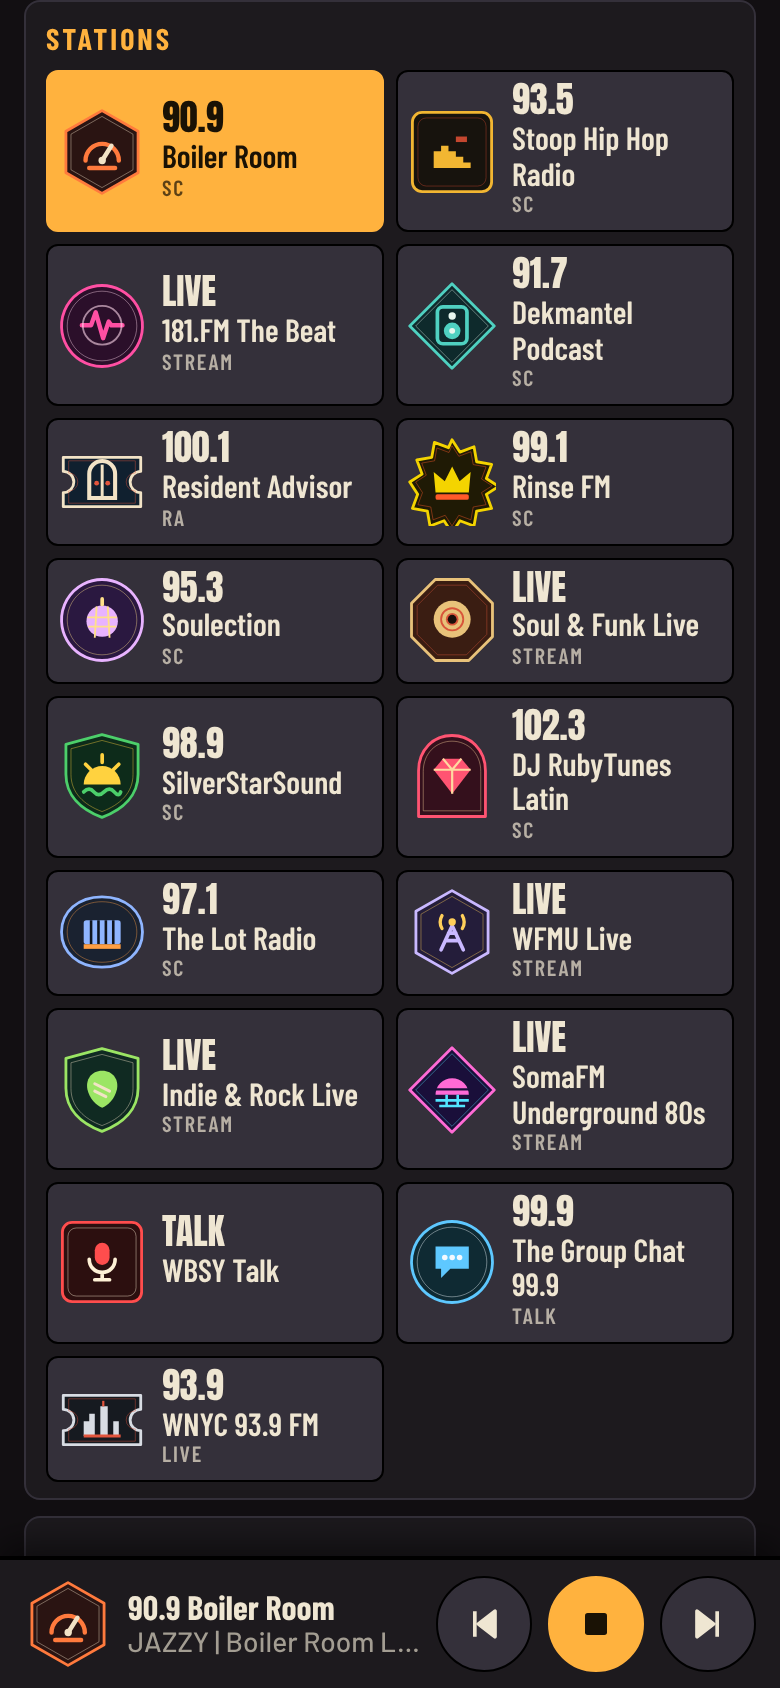 STATIONS
90.9
Boiler Room
SC
93.5
Stoop Hip Hop
Radio
SC
LIVE
181.FM The Beat
STREAM
91.7
Dekmantel
Podcast
SC
100.1
Resident Advisor
RA
99.1
Rinse FM
SC
95.3
Soulection
SC
LIVE
Soul & Funk Live
STREAM
98.9
SilverStarSound
SC
102.3
DJ RubyTunes
Latin
SC
97.1
The Lot Radio
SC
LIVE
WFMU Live
STREAM
LIVE
Indie & Rock Live
STREAM
LIVE
SomaFM
Underground 80s
STREAM
TALK
WBSY Talk
99.9
The Group Chat
99.9
TALK
93.9
WNYC 93.9 FM
LIVE
90.9 Boiler Room
JAZZY | Boiler Room L...